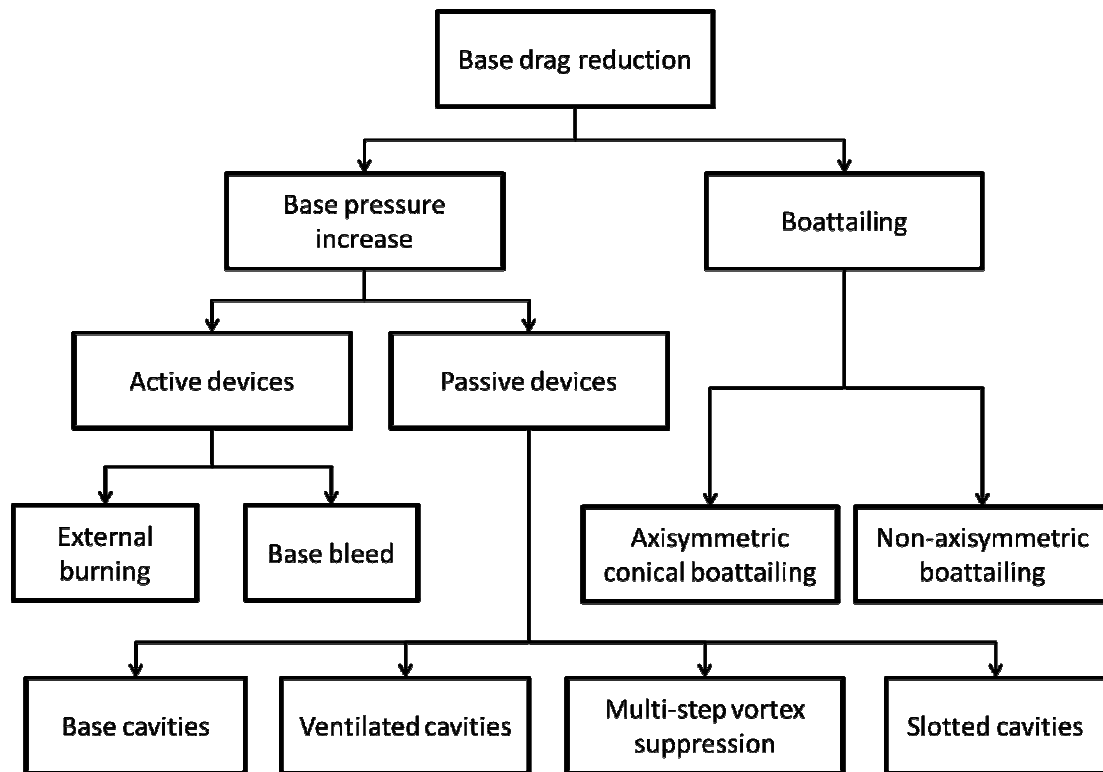 Base drag reduction
Base pressure
increase
Boattailing
Active devices
Passive devices
External
burning
Base bleed
Axisymmetric
conical boattailing
Non-axisymmetric
boattailing
Base cavities
Ventilated cavities
Multi-step vortex
suppression
Slotted cavities